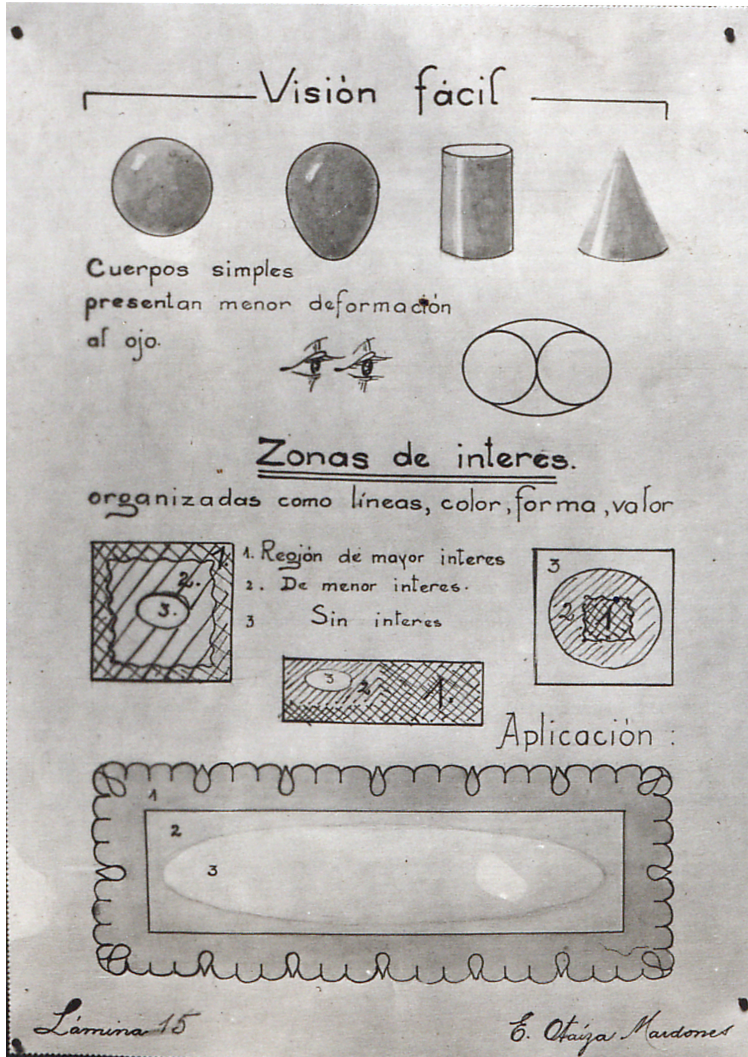 Visión fácil
Cuerpos simples
presentan menor deformación
al ojo.
Zonas de interes.
organizadas como líneas, color, forma, valor
1.
2.
3.
1. Región de mayor interes
2. De menor interes.
3 Sin interes
3
2
1
3
2
1.
Aplicación :
1
2
3
Lámina 15
E. Otaíza Mardones